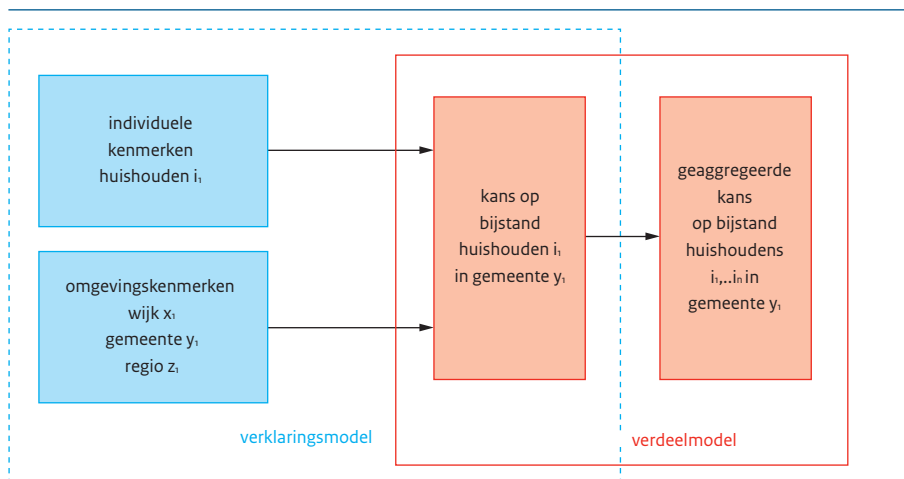 individuele
kenmerken
huishouden i₁
omgevingskenmerken
wijk x₁
gemeente y₁
regio z₁
kans op
bijstand
huishouden i₁
in gemeente y₁
geaggregeerde
kans
op bijstand
huishoudens
i₁,..iₙ in
gemeente y₁
verklaringsmodel
verdeelmodel